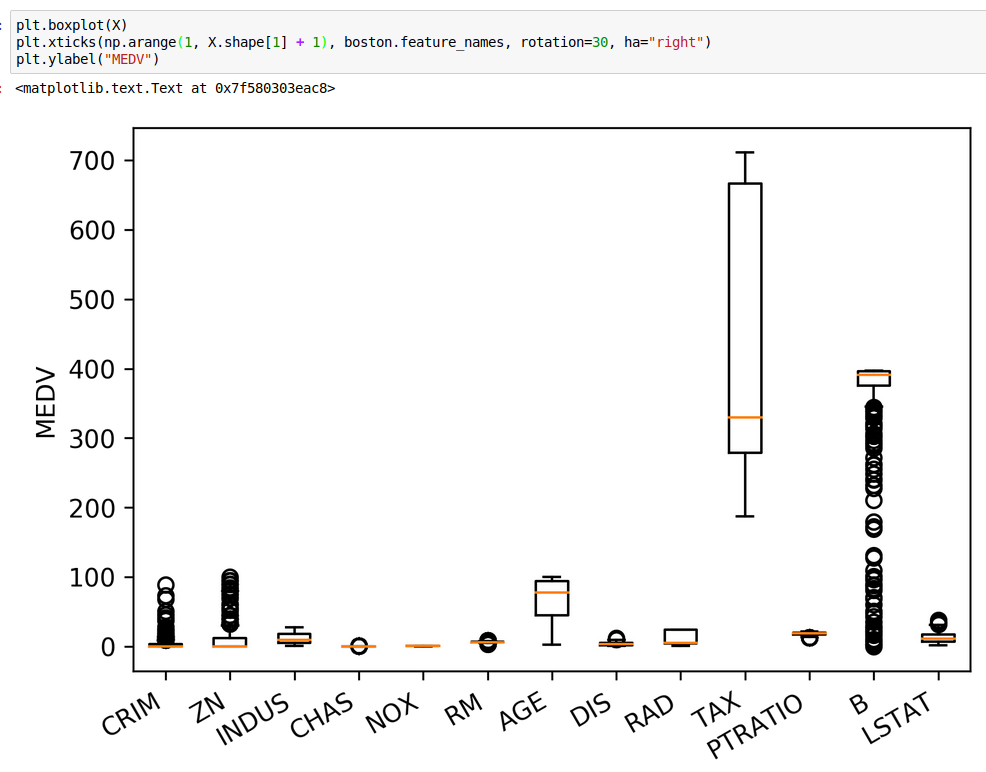 plt.boxplot(X)
plt.xticks(np.arange(1, X.shape[1] + 1), boston.feature_names, rotation=30, ha="right")
plt.ylabel("MEDV")
<matplotlib.text.Text at 0x7f580303eac8>
700
600
500
400
300
200
100
0
MEDV
CRIM
ZN
INDUS
CHAS
NOX
RM
AGE
DIS
RAD
TAX
PTRATIO
B
LSTAT